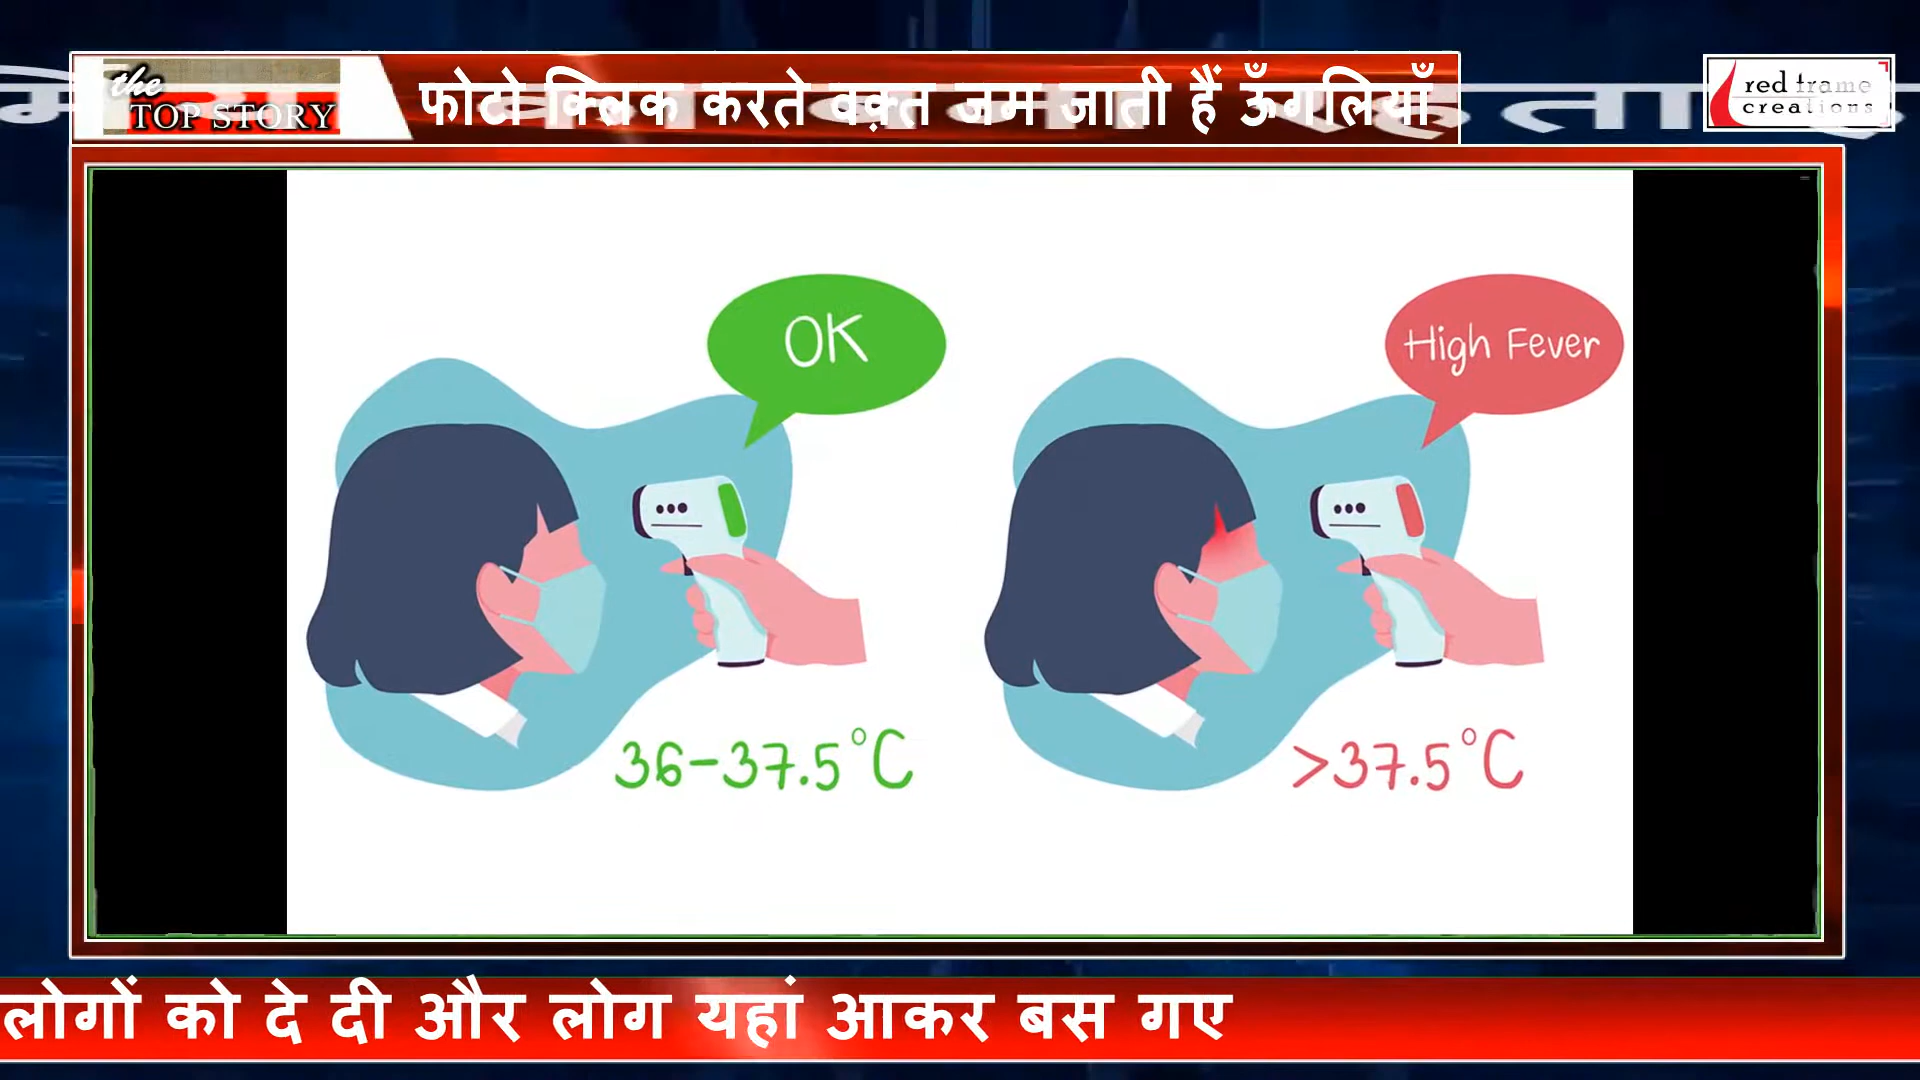 the
TOP STORY
फोटो क्लिक करते वक़्त जम जाती हैं ऊँगलियाँ
red frame
creations
OK
High Fever
36-37.5°C
>37.5°C
लोगों को दे दी और लोग यहां आकर बस गए